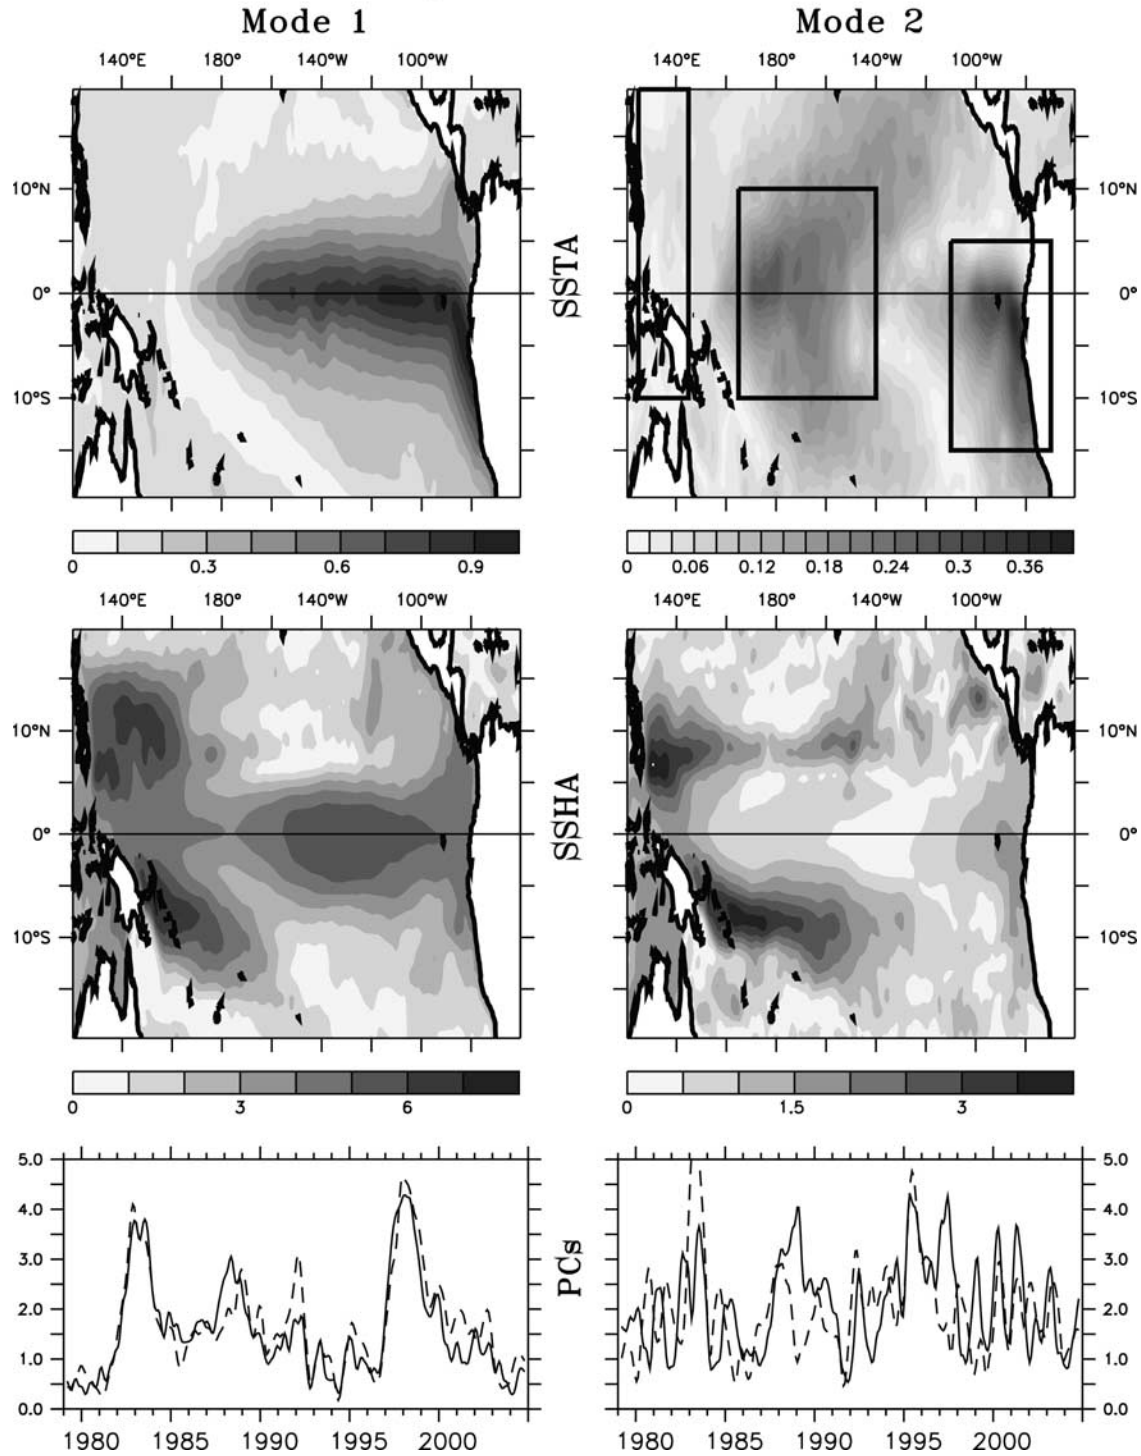 Mode 1 Mode 2
140°E 180° 140°W 100°W 140°E 180° 140°W 100°W
10°N 10°N
SSTA
0° 0°
10°S 10°S
0 0.3 0.6 0.9 0 0.06 0.12 0.18 0.24 0.3 0.36
140°E 180° 140°W 100°W 140°E 180° 140°W 100°W
10°N 10°N
SSHA
0° 0°
10°S 10°S
0 3 6 0 1.5 3
5.0 5.0
4.0 4.0
3.0 3.0
PCs
2.0 2.0
1.0 1.0
0.0 0.0
1980 1985 1990 1995 2000 1980 1985 1990 1995 2000